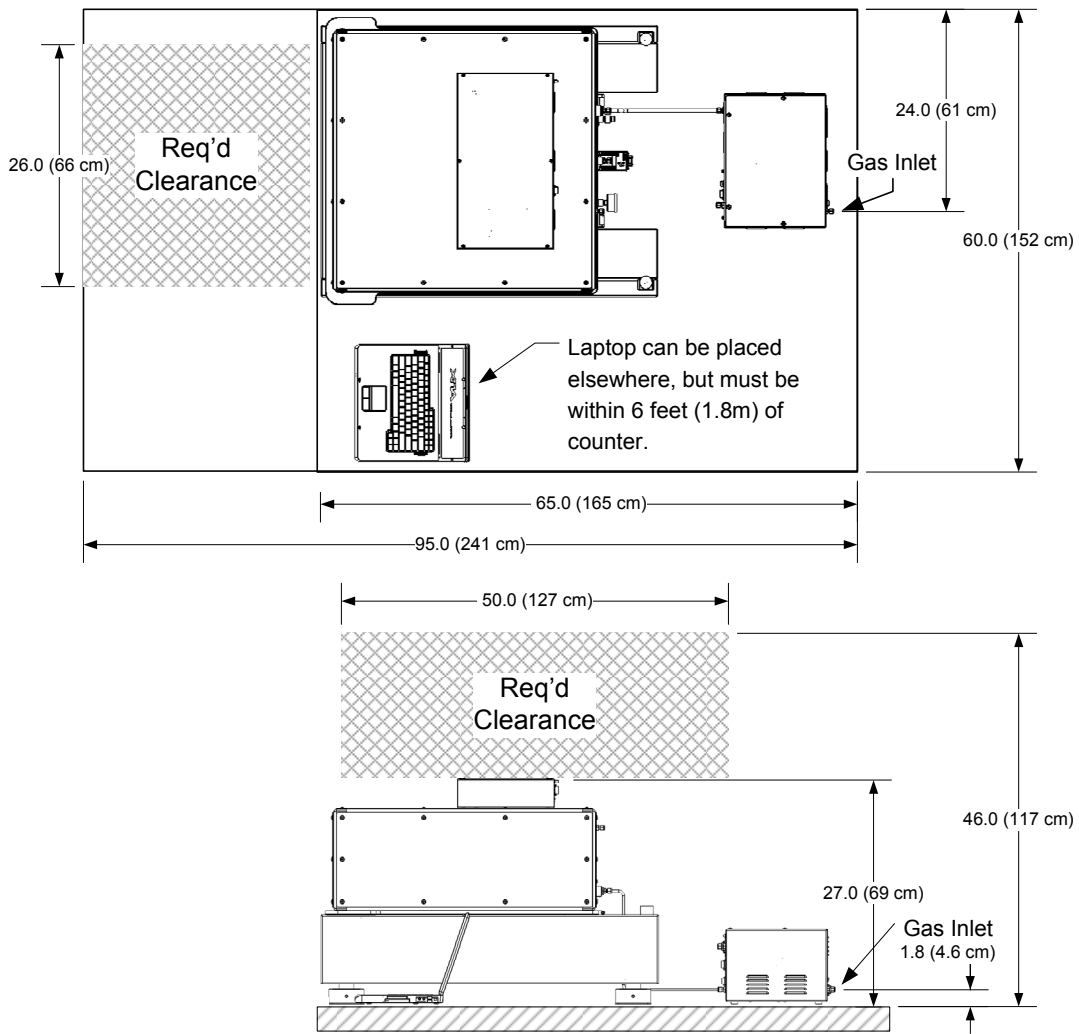 24.0 (61 cm)
26.0 (66 cm)
Req’d
Clearance
Gas Inlet
60.0 (152 cm)
Laptop can be placed
elsewhere, but must be
within 6 feet (1.8m) of
counter.
65.0 (165 cm)
95.0 (241 cm)
50.0 (127 cm)
Req’d
Clearance
46.0 (117 cm)
27.0 (69 cm)
Gas Inlet
1.8 (4.6 cm)